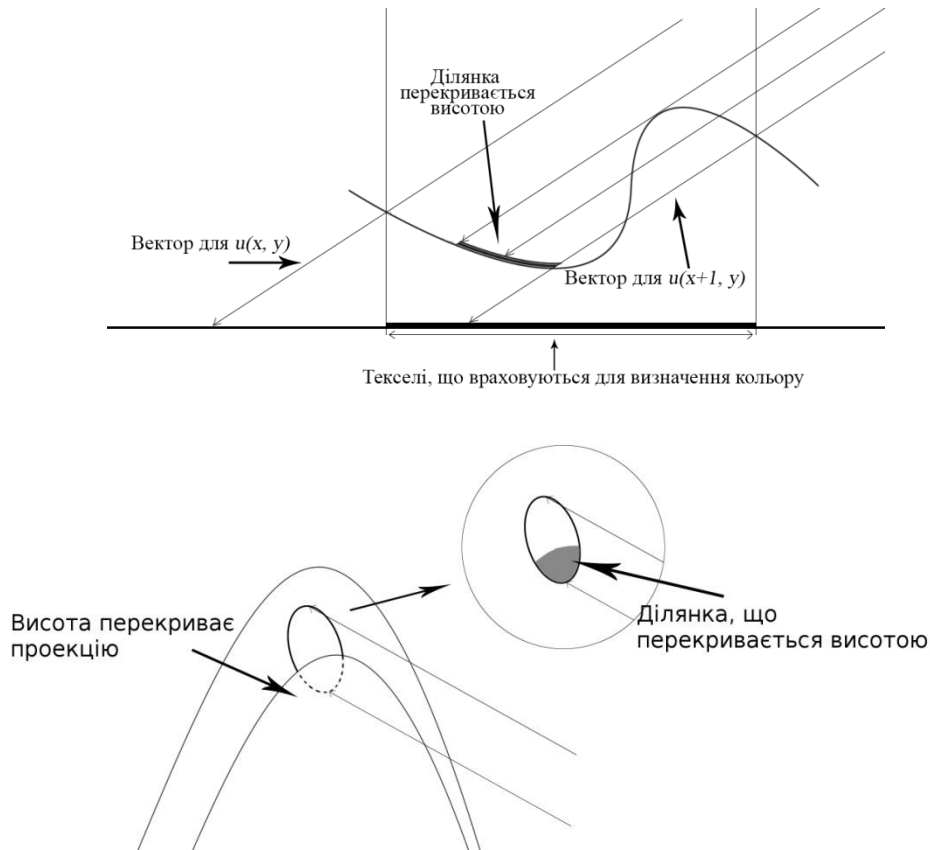 Ділянка
перекривається
висотою
Вектор для u(x, y)
Вектор для u(x+1, y)
Текселі, що враховуються для визначення кольору
Висота перекриває
проекцію
Ділянка, що
перекривається висотою